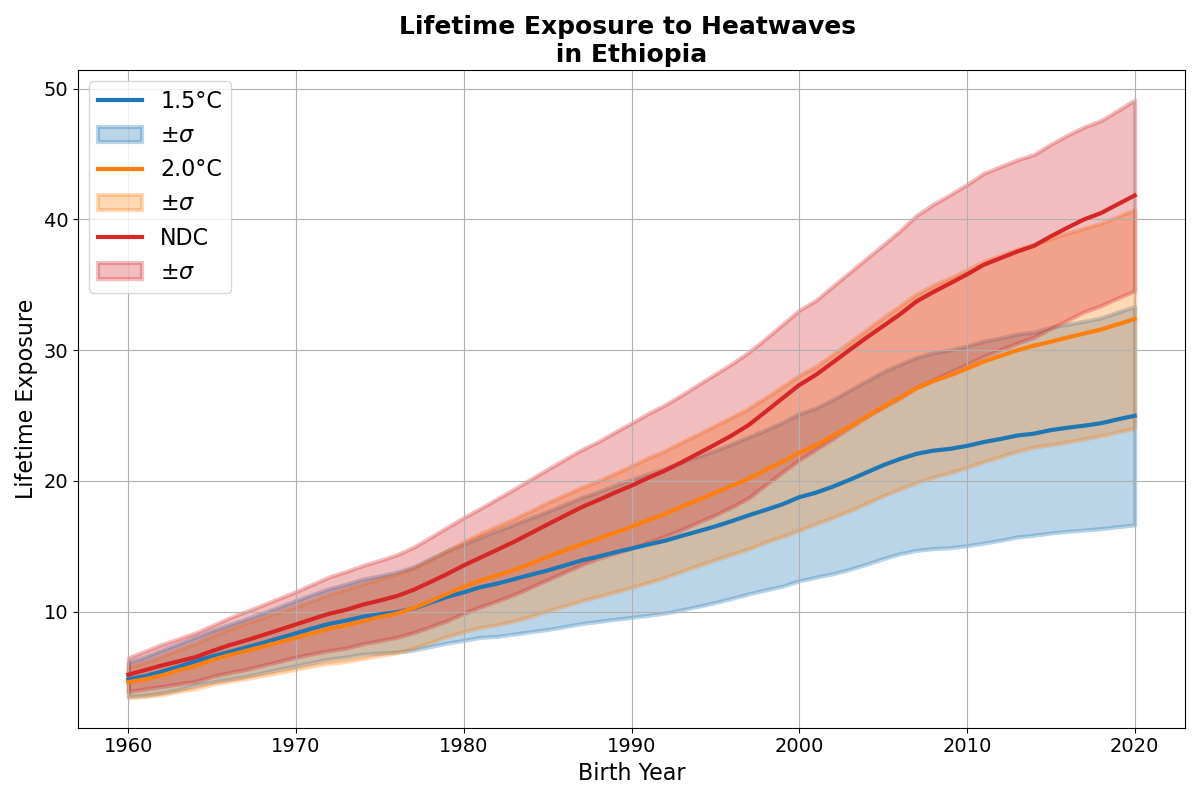 Lifetime Exposure to Heatwaves
in Ethiopia
50
40
30
20
10
Lifetime Exposure
1.5°C
±σ
2.0°C
±σ
NDC
±σ
1960 1970 1980 1990 2000 2010 2020
Birth Year